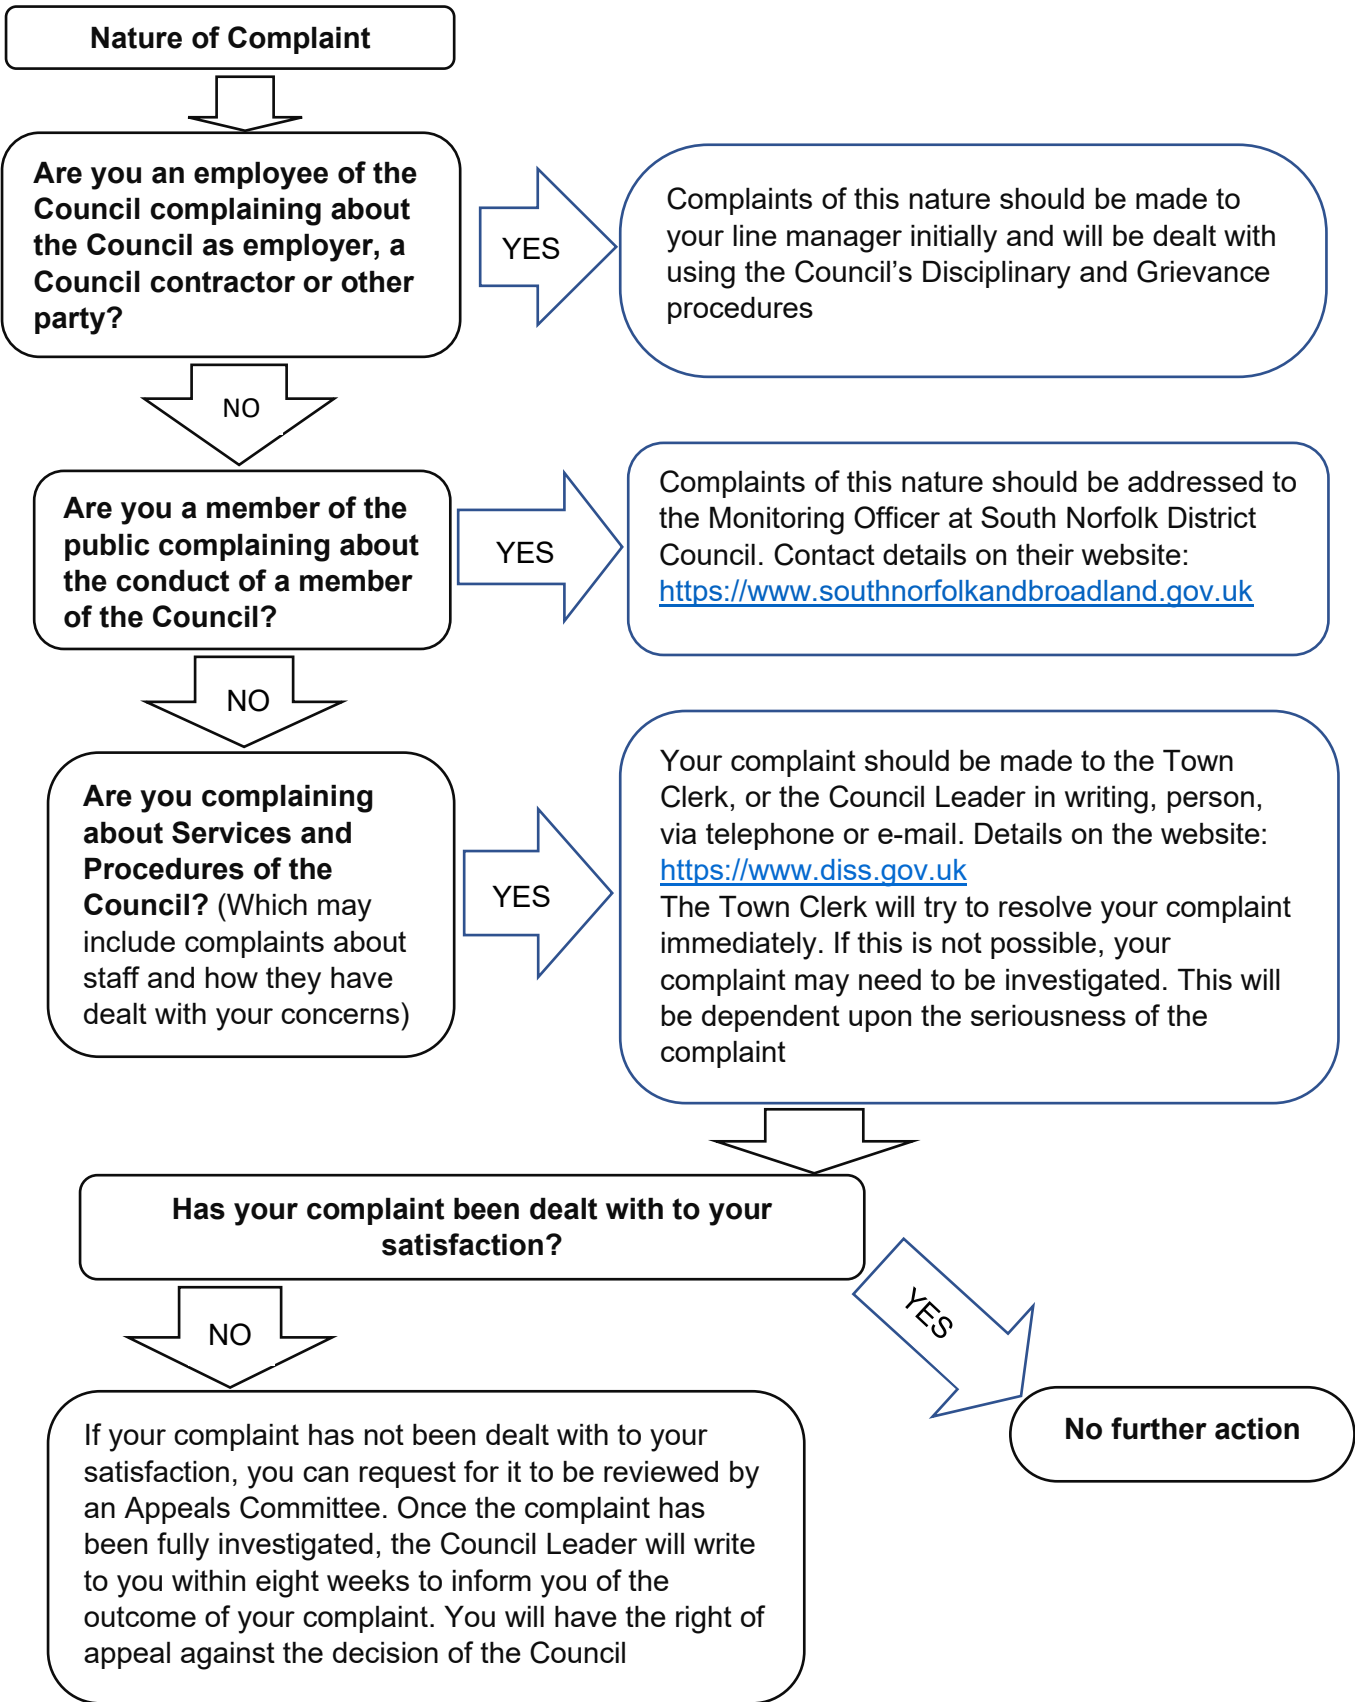 Nature of Complaint
Are you an employee of the
Council complaining about
the Council as employer, a
Council contractor or other
party?
YES
Complaints of this nature should be made to
your line manager initially and will be dealt with
using the Council’s Disciplinary and Grievance
procedures
NO
Are you a member of the
public complaining about
the conduct of a member
of the Council?
YES
Complaints of this nature should be addressed to
the Monitoring Officer at South Norfolk District
Council. Contact details on their website:
https://www.southnorfolkandbroadland.gov.uk
NO
Are you complaining
about Services and
Procedures of the
Council? (Which may
include complaints about
staff and how they have
dealt with your concerns)
YES
Your complaint should be made to the Town
Clerk, or the Council Leader in writing, person,
via telephone or e-mail. Details on the website:
https://www.diss.gov.uk
The Town Clerk will try to resolve your complaint
immediately. If this is not possible, your
complaint may need to be investigated. This will
be dependent upon the seriousness of the
complaint
Has your complaint been dealt with to your
satisfaction?
NO
YES
No further action
If your complaint has not been dealt with to your
satisfaction, you can request for it to be reviewed by
an Appeals Committee. Once the complaint has
been fully investigated, the Council Leader will write
to you within eight weeks to inform you of the
outcome of your complaint. You will have the right of
appeal against the decision of the Council